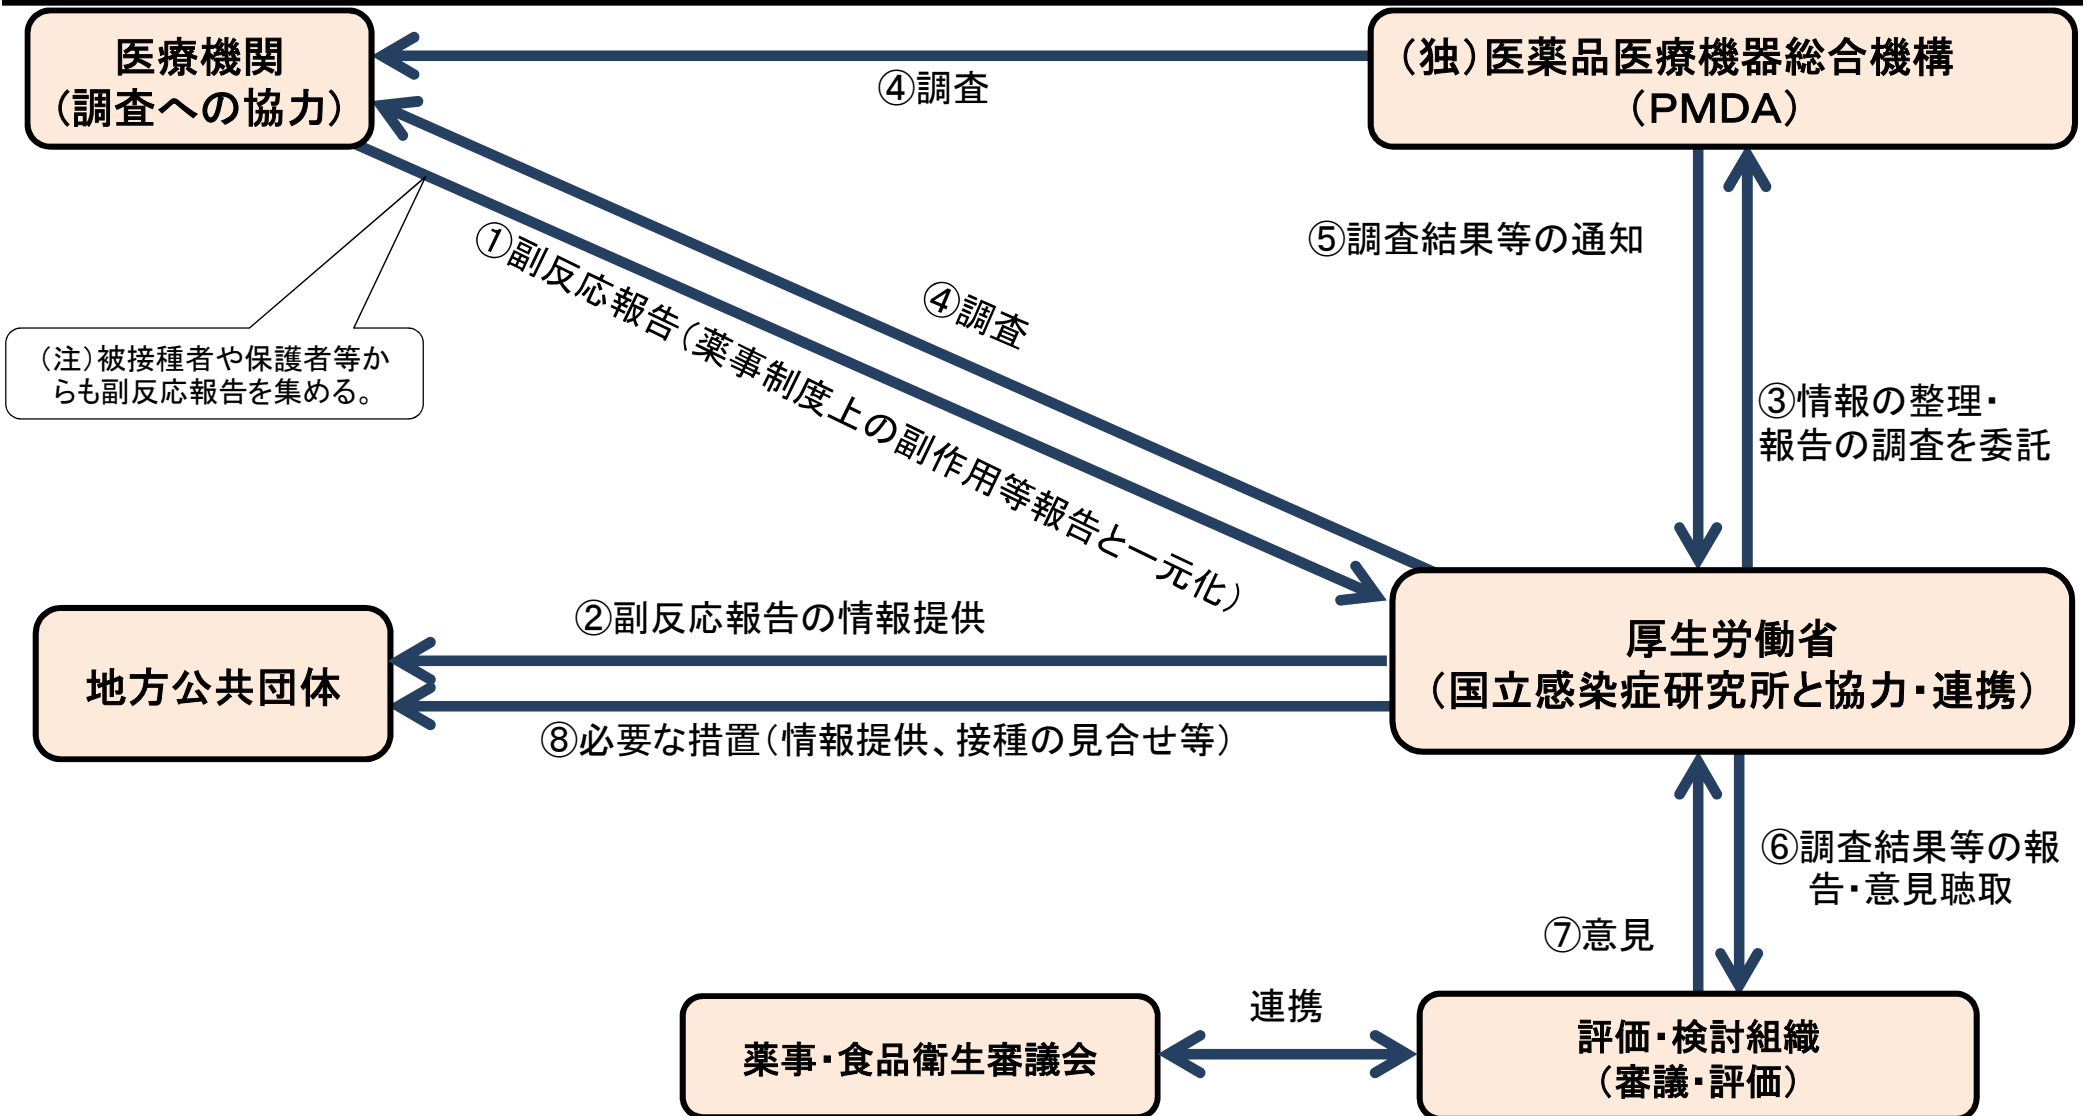 医療機関
(調査への協力)
(独)医薬品医療機器総合機構
(PMDA)
④調査
①副反応報告(薬事制度上の副作用等報告と一元化)
④調査
⑤調査結果等の通知
(注)被接種者や保護者等か
らも副反応報告を集める。
③情報の整理・
報告の調査を委託
②副反応報告の情報提供
地方公共団体
厚生労働省
(国立感染症研究所と協力・連携)
⑧必要な措置(情報提供、接種の見合せ等)
⑥調査結果等の報
告・意見聴取
⑦意見
連携
薬事・食品衛生審議会
評価・検討組織
(審議・評価)